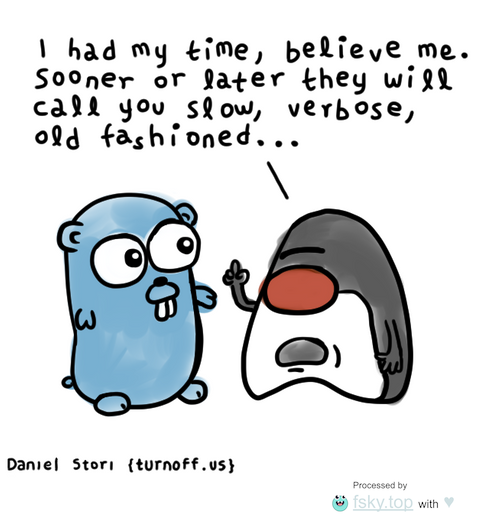 I had my time, believe me.
Sooner or later they will
call you slow, verbose,
old fashioned...
Daniel Stori {turnoff.us}
Processed by
fsky.top with ♥